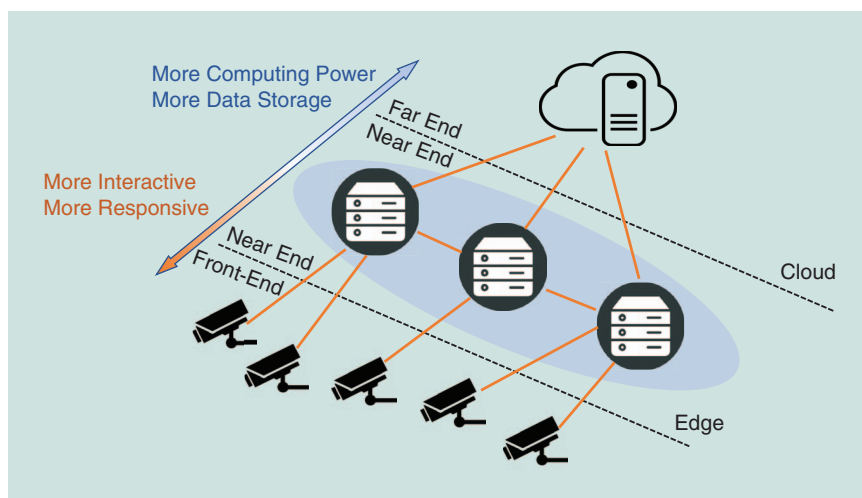 More Computing Power
More Data Storage
Far End
Near End
More Interactive
More Responsive
Near End
Front-End
Cloud
Edge